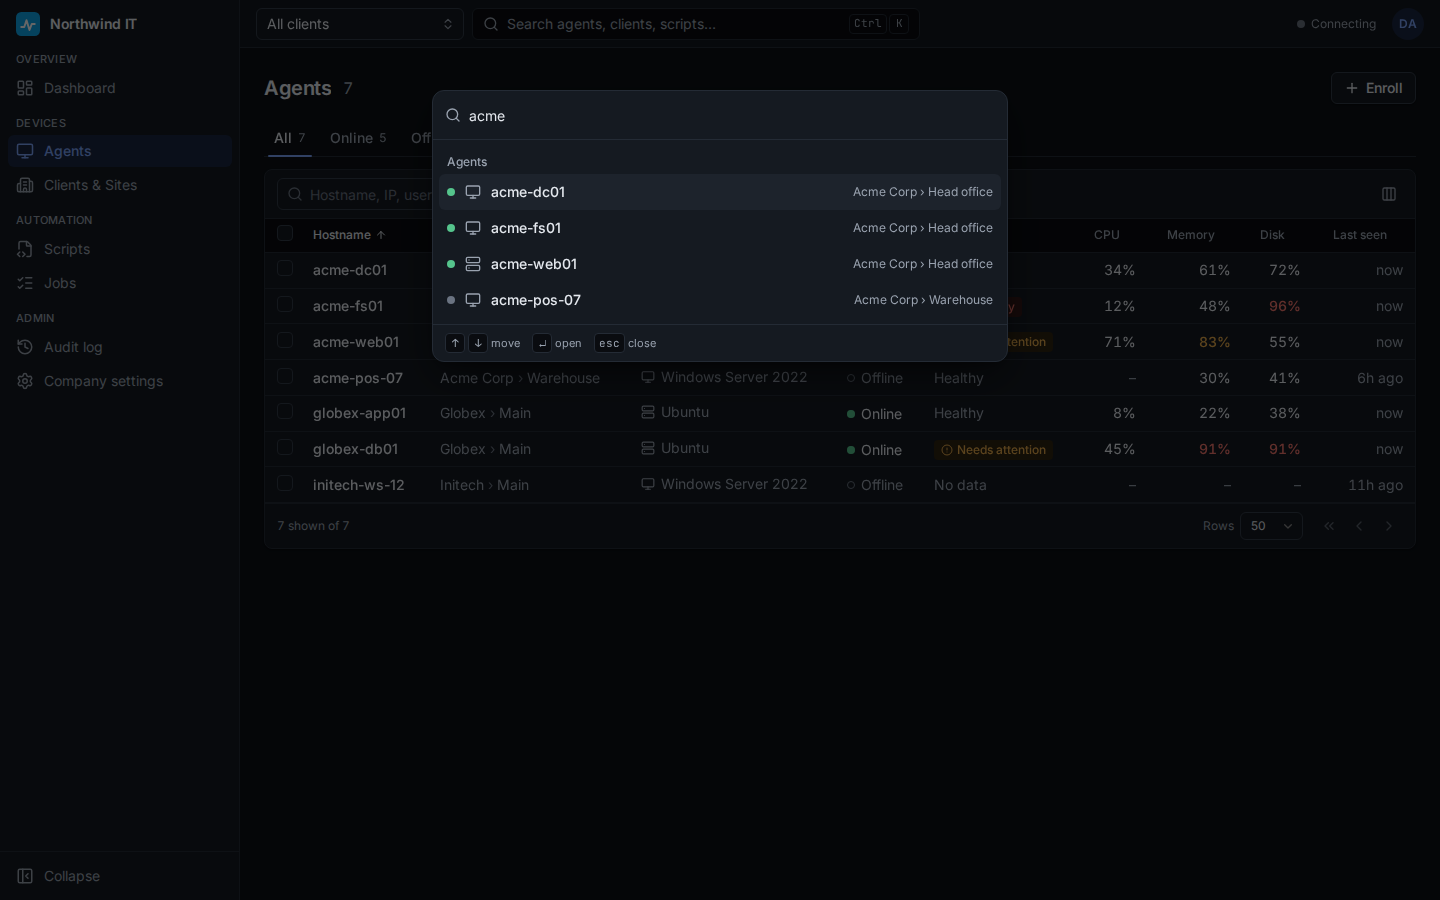 Northwind IT
All clients
Search agents, clients, scripts...
Ctrl K
Connecting
DA
OVERVIEW
Dashboard
DEVICES
Agents
Clients & Sites
AUTOMATION
Scripts
Jobs
ADMIN
Audit log
Company settings
Collapse
Agents 7
Enroll
All 7
Online 5
Off
Hostname, IP, user
acme
Agents
acme-dc01 Acme Corp › Head office
acme-fs01 Acme Corp › Head office
acme-web01 Acme Corp › Head office
acme-pos-07 Acme Corp › Warehouse
↑ ↓ move ↵ open esc close
Hostname ↑ CPU Memory Disk Last seen
acme-dc01 34% 61% 72% now
acme-fs01 y 12% 48% 96% now
acme-web01 tention 71% 83% 55% now
acme-pos-07 Acme Corp › Warehouse Windows Server 2022 Offline Healthy – 30% 41% 6h ago
globex-app01 Globex › Main Ubuntu Online Healthy 8% 22% 38% now
globex-db01 Globex › Main Ubuntu Online Needs attention 45% 91% 91% now
initech-ws-12 Initech › Main Windows Server 2022 Offline No data – – – 11h ago
7 shown of 7
Rows 50